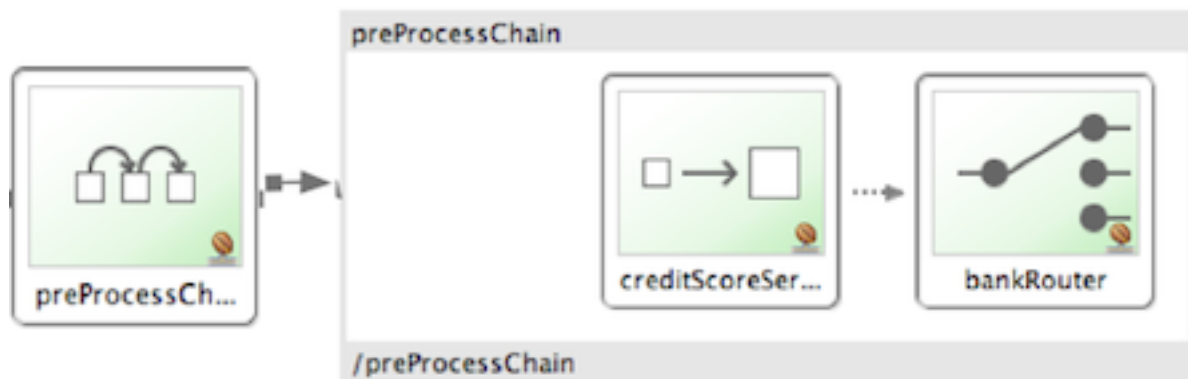 preProcessChain
preProcessCh...
creditScoreSer...
bankRouter
/preProcessChain